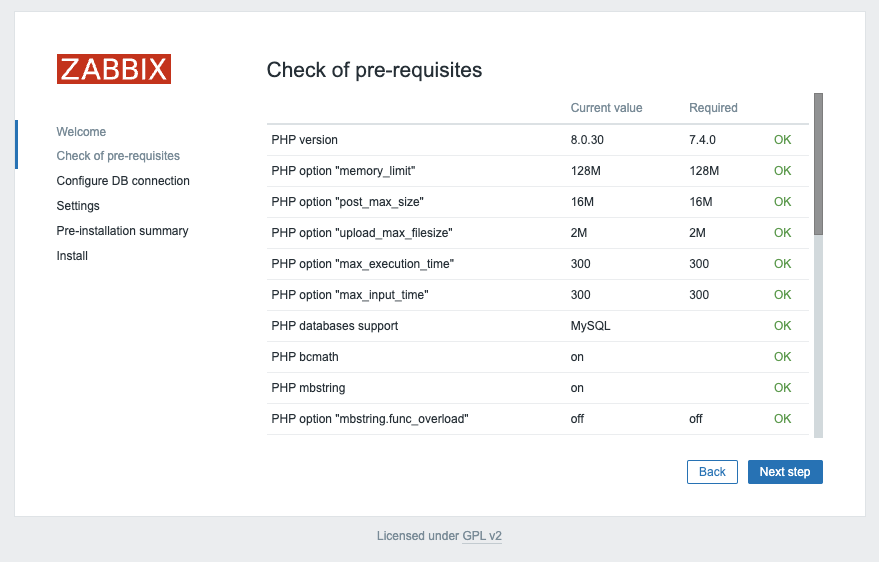 ZABBIX
Check of pre-requisites
Welcome
Check of pre-requisites
Configure DB connection
Settings
Pre-installation summary
Install
Current value Required
PHP version 8.0.30 7.4.0 OK
PHP option "memory_limit" 128M 128M OK
PHP option "post_max_size" 16M 16M OK
PHP option "upload_max_filesize" 2M 2M OK
PHP option "max_execution_time" 300 300 OK
PHP option "max_input_time" 300 300 OK
PHP databases support MySQL OK
PHP bcmath on OK
PHP mbstring on OK
PHP option "mbstring.func_overload" off off OK
Back Next step
Licensed under GPL v2